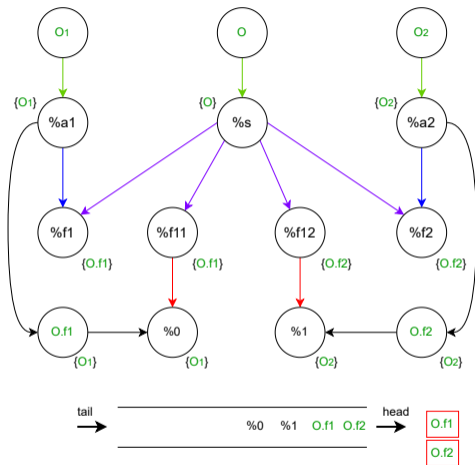 O1 O O2
{O1} {O} {O2}
%a1 %s %a2
%f1 %f11 %f12 %f2
{O.f1} {O.f1} {O.f2} {O.f2}
O.f1 %0 %1 O.f2
{O1} {O1} {O2} {O2}
tail head
%0 %1 O.f1 O.f2 O.f1
O.f2